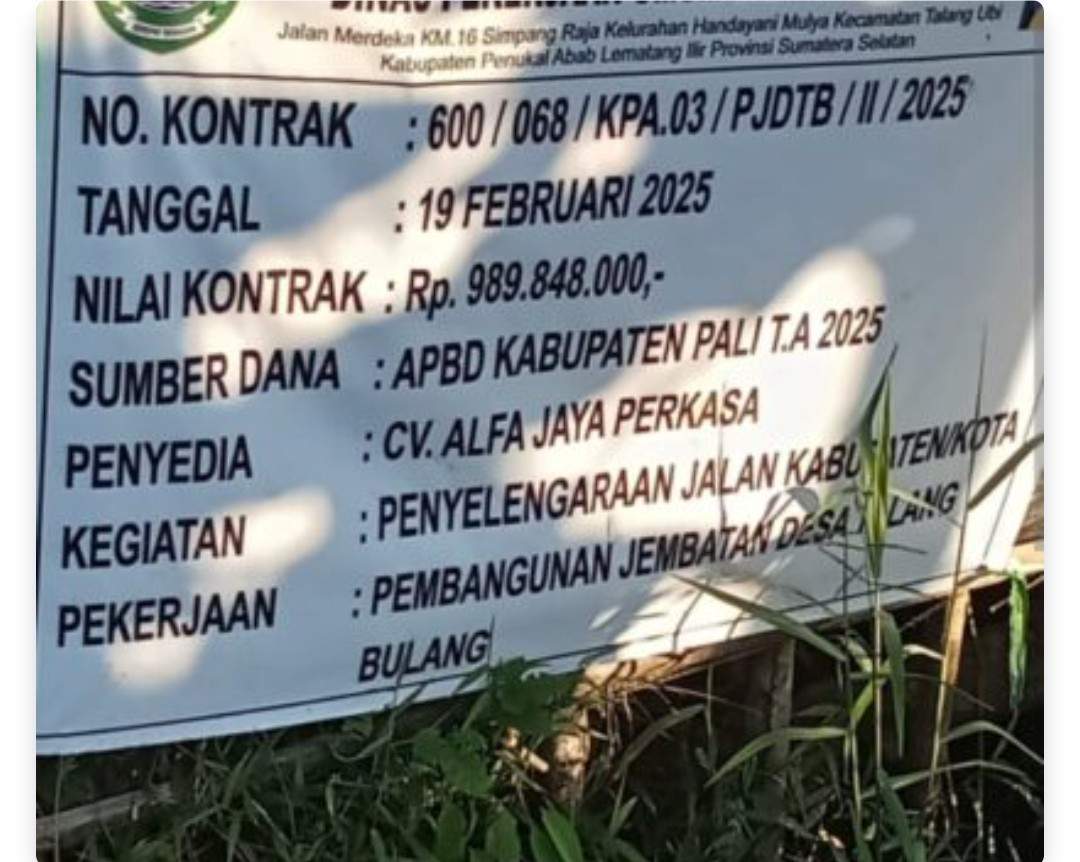 Jalan Merdeka KM.16 Simpang Raja Kelurahan Handayani Mulya Kecamatan Talang Ubi
Kabupaten Penukal Abab Lematang Ilir Provinsi Sumatera Selatan
NO. KONTRAK : 600 / 068 / KPA.03 / PJDTB / II / 2025
TANGGAL : 19 FEBRUARI 2025
NILAI KONTRAK : Rp. 989.848.000,-
SUMBER DANA : APBD KABUPATEN PALI T.A 2025
PENYEDIA : CV. ALFA JAYA PERKASA
KEGIATAN : PENYELENGARAAN JALAN KABUPATEN/KOTA
PEKERJAAN : PEMBANGUNAN JEMBATAN DESA TALANG
BULANG